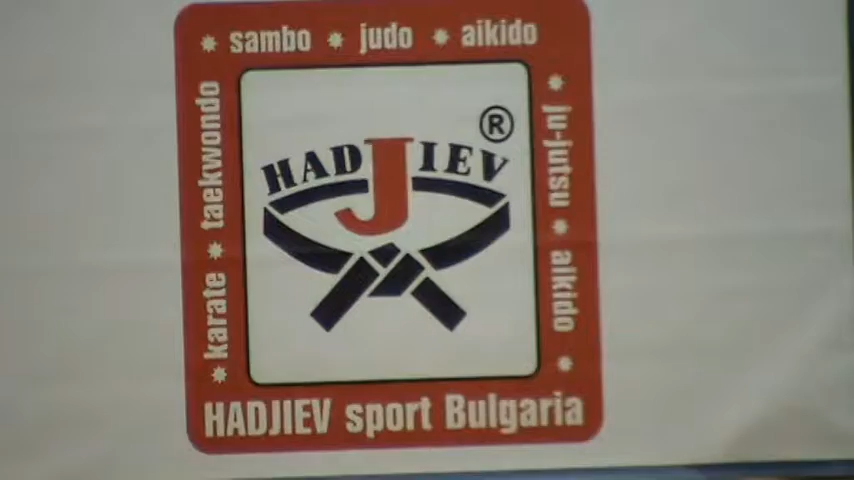 * sambo * judo * aikido
* karate * taekwondo
* ju-jutsu * aikido *
HADJIEV ®
HADJIEV sport Bulgaria